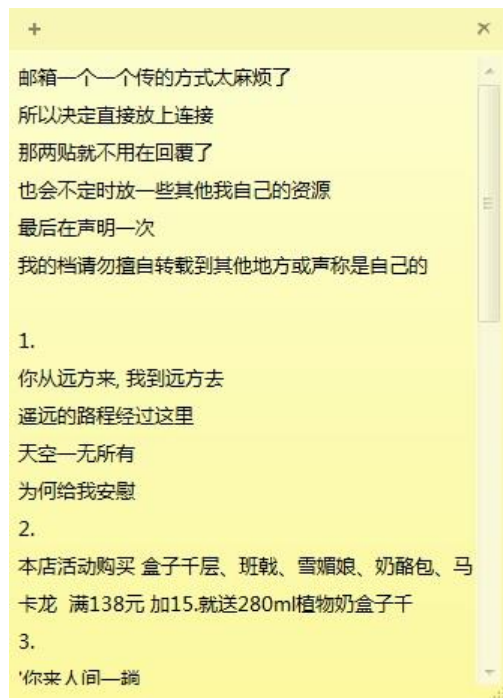 邮箱一个一个传的方式太麻烦了
所以决定直接放上连接
那两贴就不用在回覆了
也会不定时放一些其他我自己的资源
最后在声明一次
我的档请勿擅自转载到其他地方或声称是自己的
1.
你从远方来, 我到远方去
遥远的路程经过这里
天空一无所有
为何给我安慰
2.
本店活动购买 盒子千层、班戟、雪媚娘、奶酪包、马
卡龙 满138元 加15.就送280ml植物奶盒子千
3.
'你来人间一趟